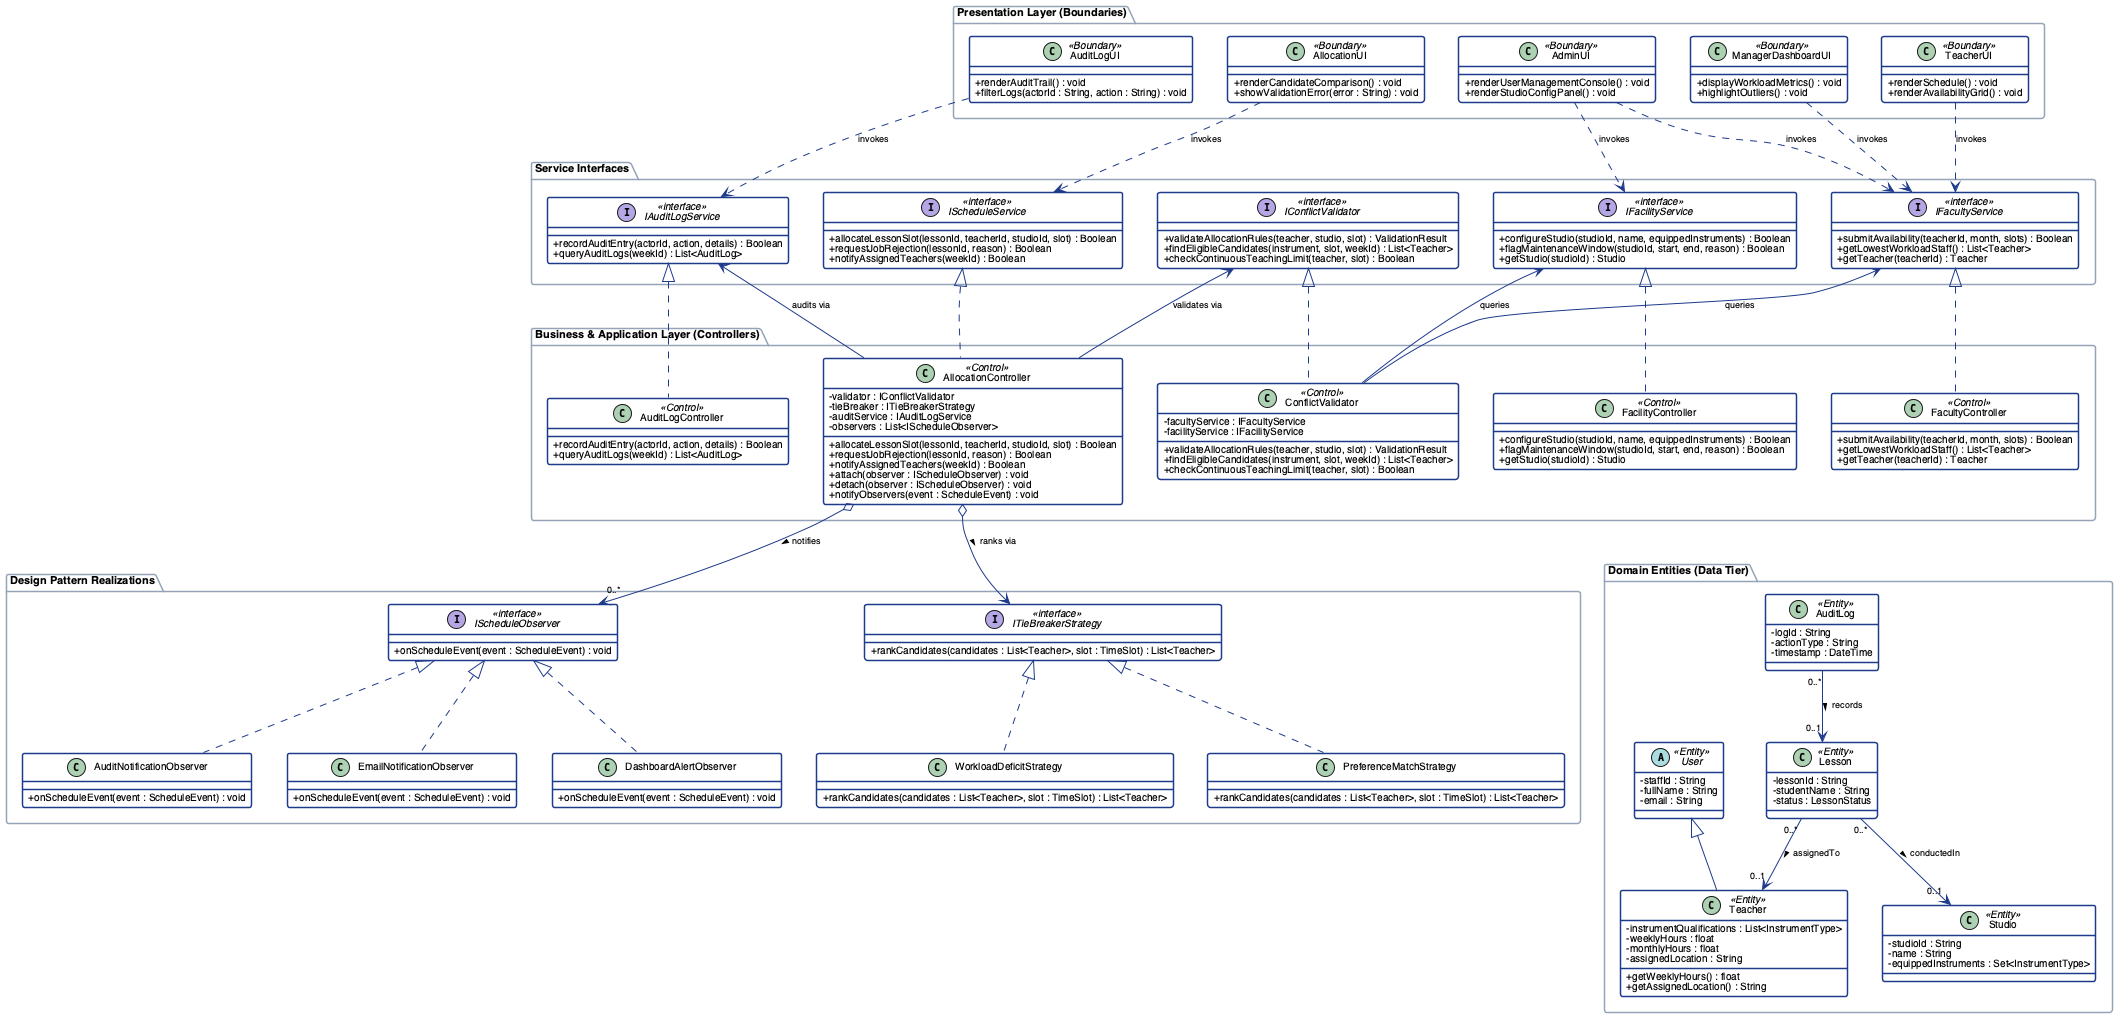 Presentation Layer (Boundaries)
C
«Boundary»
AuditLogUI
+renderAuditTrail() : void
+filterLogs(actorId : String, action : String) : void
C
«Boundary»
AllocationUI
+renderCandidateComparison() : void
+showValidationError(error : String) : void
C
«Boundary»
AdminUI
+renderUserManagementConsole() : void
+renderStudioConfigPanel() : void
C
«Boundary»
ManagerDashboardUI
+displayWorkloadMetrics() : void
+highlightOutliers() : void
C
«Boundary»
TeacherUI
+renderSchedule() : void
+renderAvailabilityGrid() : void
invokes
invokes
invokes
invokes
invokes
invokes
Service Interfaces
I
«interface»
IAuditLogService
+recordAuditEntry(actorId, action, details) : Boolean
+queryAuditLogs(weekId) : List<AuditLog>
I
«interface»
IScheduleService
+allocateLessonSlot(lessonId, teacherId, studioId, slot) : Boolean
+requestJobRejection(lessonId, reason) : Boolean
+notifyAssignedTeachers(weekId) : Boolean
I
«interface»
IConflictValidator
+validateAllocationRules(teacher, studio, slot) : ValidationResult
+findEligibleCandidates(instrument, slot, weekId) : List<Teacher>
+checkContinuousTeachingLimit(teacher, slot) : Boolean
I
«interface»
IFacilityService
+configureStudio(studioId, name, equippedInstruments) : Boolean
+flagMaintenanceWindow(studioId, start, end, reason) : Boolean
+getStudio(studioId) : Studio
I
«interface»
IFacultyService
+submitAvailability(teacherId, month, slots) : Boolean
+getLowestWorkloadStaff() : List<Teacher>
+getTeacher(teacherId) : Teacher
audits via
validates via
queries
queries
Business & Application Layer (Controllers)
C
«Control»
AuditLogController
+recordAuditEntry(actorId, action, details) : Boolean
+queryAuditLogs(weekId) : List<AuditLog>
C
«Control»
AllocationController
-validator : IConflictValidator
-tieBreaker : ITieBreakerStrategy
-auditService : IAuditLogService
-observers : List<IScheduleObserver>
+allocateLessonSlot(lessonId, teacherId, studioId, slot) : Boolean
+requestJobRejection(lessonId, reason) : Boolean
+notifyAssignedTeachers(weekId) : Boolean
+attach(observer : IScheduleObserver) : void
+detach(observer : IScheduleObserver) : void
+notifyObservers(event : ScheduleEvent) : void
C
«Control»
ConflictValidator
-facultyService : IFacultyService
-facilityService : IFacilityService
+validateAllocationRules(teacher, studio, slot) : ValidationResult
+findEligibleCandidates(instrument, slot, weekId) : List<Teacher>
+checkContinuousTeachingLimit(teacher, slot) : Boolean
C
«Control»
FacilityController
+configureStudio(studioId, name, equippedInstruments) : Boolean
+flagMaintenanceWindow(studioId, start, end, reason) : Boolean
+getStudio(studioId) : Studio
C
«Control»
FacultyController
+submitAvailability(teacherId, month, slots) : Boolean
+getLowestWorkloadStaff() : List<Teacher>
+getTeacher(teacherId) : Teacher
notifies
ranks via
0..*
Design Pattern Realizations
I
«interface»
IScheduleObserver
+onScheduleEvent(event : ScheduleEvent) : void
I
«interface»
ITieBreakerStrategy
+rankCandidates(candidates : List<Teacher>, slot : TimeSlot) : List<Teacher>
C
AuditNotificationObserver
+onScheduleEvent(event : ScheduleEvent) : void
C
EmailNotificationObserver
+onScheduleEvent(event : ScheduleEvent) : void
C
DashboardAlertObserver
+onScheduleEvent(event : ScheduleEvent) : void
C
WorkloadDeficitStrategy
+rankCandidates(candidates : List<Teacher>, slot : TimeSlot) : List<Teacher>
C
PreferenceMatchStrategy
+rankCandidates(candidates : List<Teacher>, slot : TimeSlot) : List<Teacher>
Domain Entities (Data Tier)
C
«Entity»
AuditLog
-logId : String
-actionType : String
-timestamp : DateTime
0..*
records
0..1
A
«Entity»
User
-staffId : String
-fullName : String
-email : String
C
«Entity»
Lesson
-lessonId : String
-studentName : String
-status : LessonStatus
0..*
0..*
assignedTo
conductedIn
0..1
0..1
C
«Entity»
Teacher
-instrumentQualifications : List<InstrumentType>
-weeklyHours : float
-monthlyHours : float
-assignedLocation : String
+getWeeklyHours() : float
+getAssignedLocation() : String
C
«Entity»
Studio
-studioId : String
-name : String
-equippedInstruments : Set<InstrumentType>